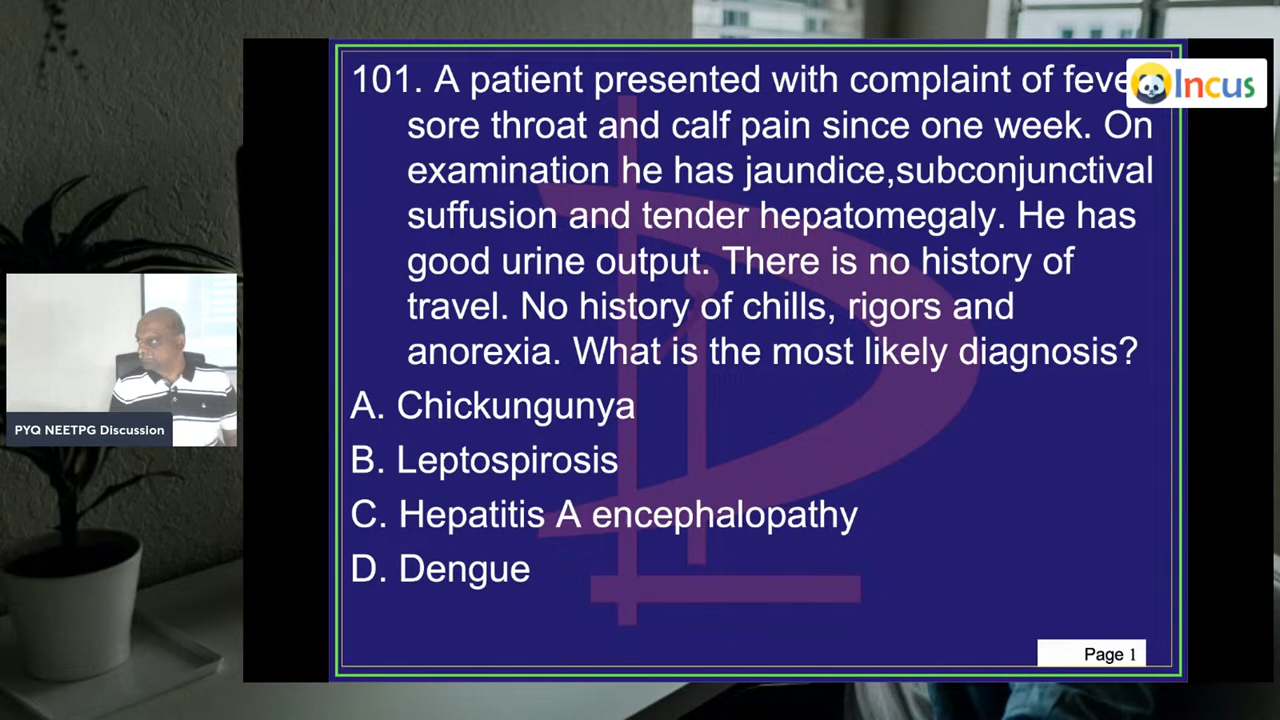 101. A patient presented with complaint of feve
Incus
sore throat and calf pain since one week. On
examination he has jaundice,subconjunctival
suffusion and tender hepatomegaly. He has
good urine output. There is no history of
travel. No history of chills, rigors and
anorexia. What is the most likely diagnosis?
A. Chickungunya
B. Leptospirosis
C. Hepatitis A encephalopathy
D. Dengue
PYQ NEETPG Discussion
Page 1